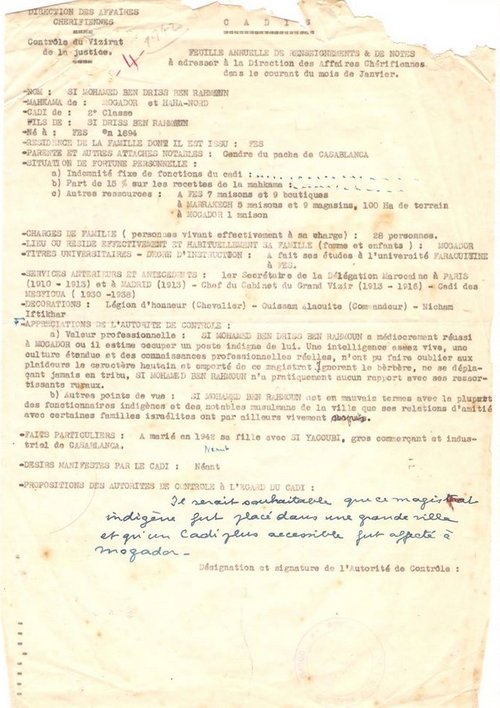 DIRECTION DES AFFAIRES
CHERIFIENNES
C A D I S
Contrôle du Vizirat
de la justice.
4
FEUILLE ANNUELLE DE RENSEIGNEMENTS & DE NOTES
à adresser à la Direction des Affaires Chérifiennes
dans le courant du mois de Janvier.
-NOM : SI MOHAMED BEN DRISS BEN RAHMOUN
-MAHKAMA de : MOGADOR et HAHA-NORD
-CADI de : 2° Classe
-FILS DE : SI DRISS BEN RAHMOUN
-Né à : FES en 1894
-RESIDENCE DE LA FAMILLE DONT IL EST ISSU : FES
-PARENTE ET AUTRES ATTACHES NOTABLES : Gendre du pacha de CASABLANCA
-SITUATION DE FORTUNE PERSONNELLE :
a) Indemnité fixe de fonctions du cadi :
b) Part de 15 % sur les recettes de la mahkama :
c) Autres ressources : A FES 7 maisons et 9 boutiques
à MARRAKECH 5 maisons et 9 magasins, 100 Ha de terrain
à MOGADOR 1 maison
-CHARGES DE FAMILLE ( personnes vivant effectivement à sa charge) : 28 personnes.
-LIEU OU RESIDE EFFECTIVEMENT ET HABITUELLEMENT SA FAMILLE (femme et enfants) : MOGADOR
-TITRES UNIVERSITAIRES - DEGRE D'INSTRUCTION : A fait ses études à l'université FARAOUIINE
à FES.
-SERVICES ANTERIEURS ET ANTECEDENTS : 1er Secrétaire de la Délégation Marocaine à PARIS
(1910 - 1913) et à MADRID (1913) - Chef du Cabinet du Grand Vizir (1913 - 1916) - Cadi des
MESFIOUA ( 1930 -1938)
-DECORATIONS : Légion d'honneur (Chevalier) - Ouissam Alaouite (Commandeur) - Nicham
Iftikhar
-APPRECIATIONS DE L'AUTORITE DE CONTROLE :
a) Valeur professionnelle : SI MOHAMED BEN DRISS BEN RAHMOUN a médiocrement réussi
à MOGADOR ou il estime occuper un poste indigne de lui. Une intelligence assez vive, une
culture étendue et des connaissances professionnelles réelles, n'ont pu faire oublier aux
plaideurs le caractère hautain et emporté de ce magistrat. Ignorant le bèrbère, ne se dépla-
çant jamais en tribu, SI MOHAMED BEN RAHMOUN n'a pratiquement aucun rapport avec ses ressor-
tissants ruraux.
b) Autres points de vue : SI MOHAMED BEN RAHMOUN est en mauvais termes avec la plupart
des fonctionnaires indigènes et des notables musulmans de la ville que ses relations d'amitié
avec certaines familles israélites ont par ailleurs vivement
-FAITS PARTICULIERS : A marié en 1942 sa fille avec SI YACOUBI, gros commerçant et indus-
triel de CASABLANCA.
Néant
-DESIRS MANIFESTES PAR LE CADI : Néant
-PROPOSITIONS DES AUTORITES DE CONTROLE à L'EGARD DU CADI :
Il serait souhaitable que ce magistrat
indigène fut placé dans une grande ville
et qu'un Cadi plus accessible fut affecté à
Mogador -
Désignation et signature de l'Autorité de Contrôle :